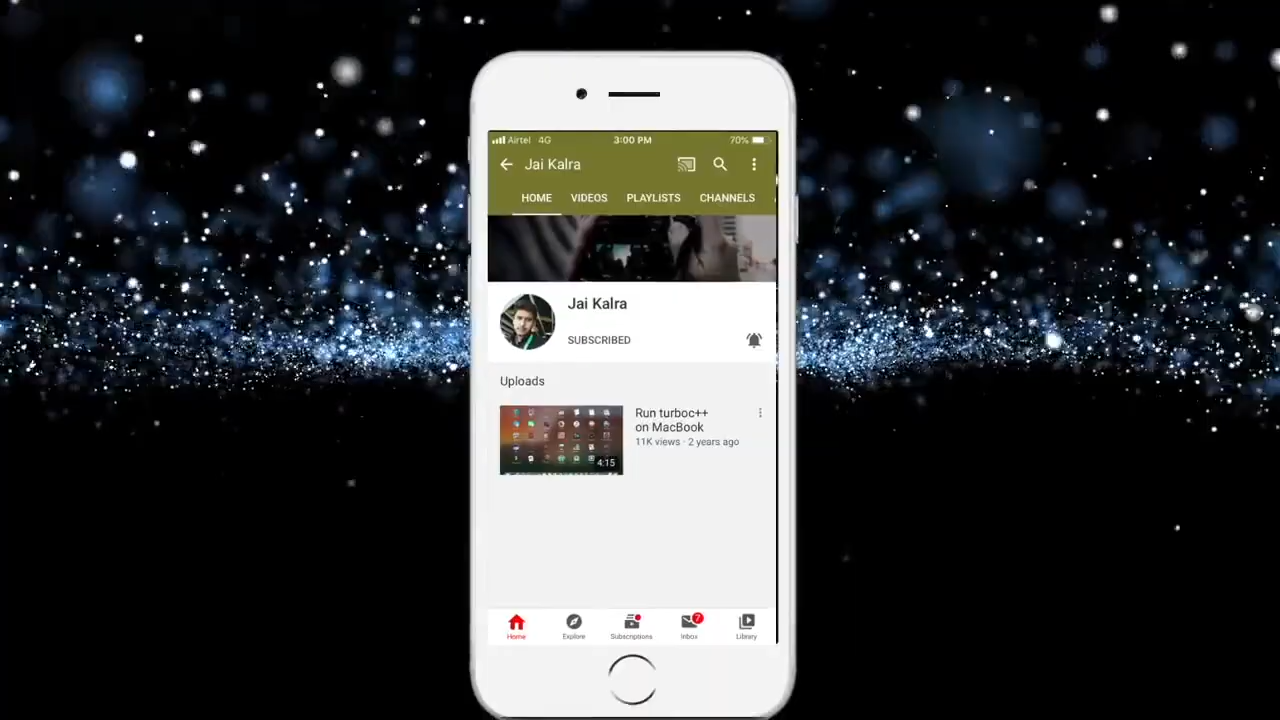 Airtel 4G 3:00 PM 70%
Jai Kalra
HOME VIDEOS PLAYLISTS CHANNELS
Jai Kalra
SUBSCRIBED
Uploads
Run turboc++
on MacBook
11K views · 2 years ago
4:15
7
Home Explore Subscriptions Inbox Library